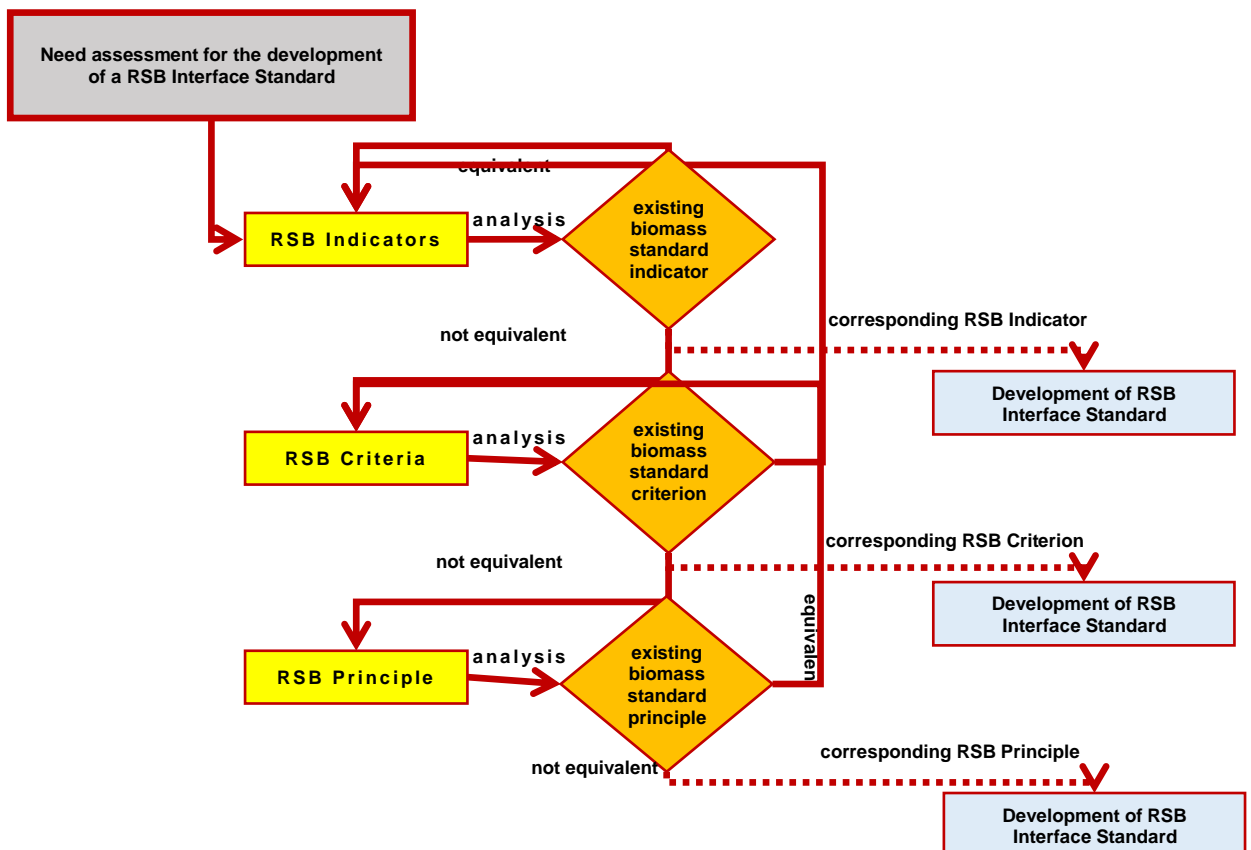 Need assessment for the development
of a RSB Interface Standard
equivalent
analysis
RSB Indicators
existing
biomass
standard
indicator
not equivalent
corresponding RSB Indicator
Development of RSB
Interface Standard
analysis
RSB Criteria
existing
biomass
standard
criterion
not equivalent
corresponding RSB Criterion
Development of RSB
Interface Standard
equivalen
analysis
RSB Principle
existing
biomass
standard
principle
not equivalent
corresponding RSB Principle
Development of RSB
Interface Standard